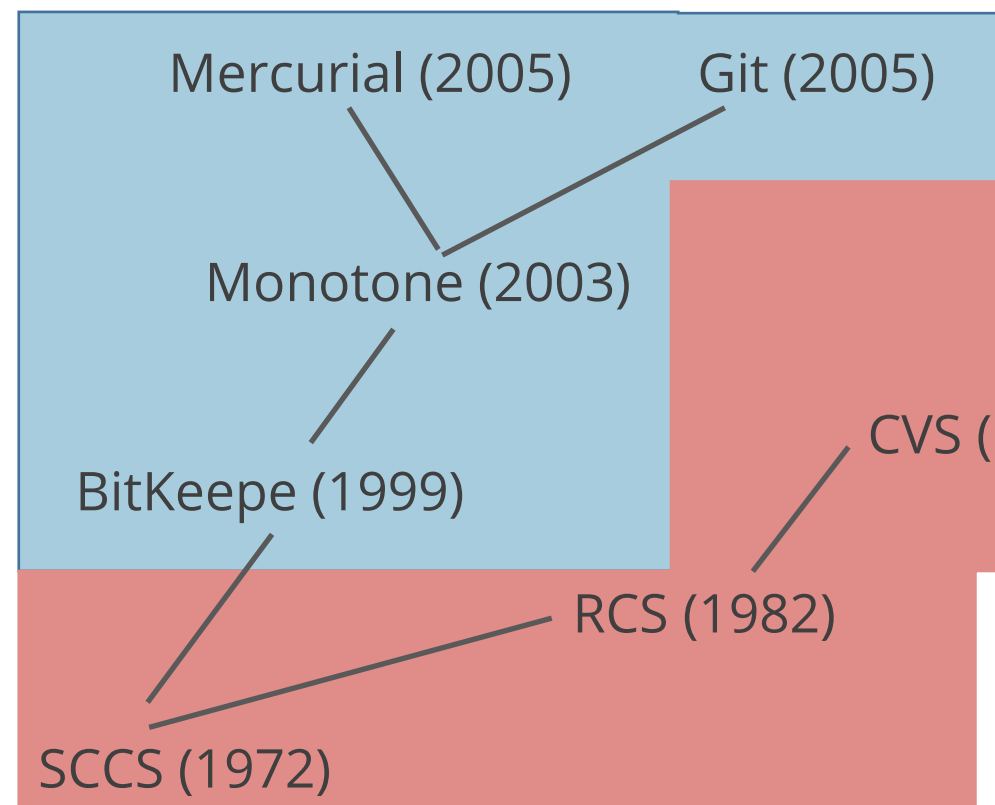 Mercurial (2005)
Git (2005)
Monotone (2003)
CVS (
BitKeepe (1999)
RCS (1982)
SCCS (1972)